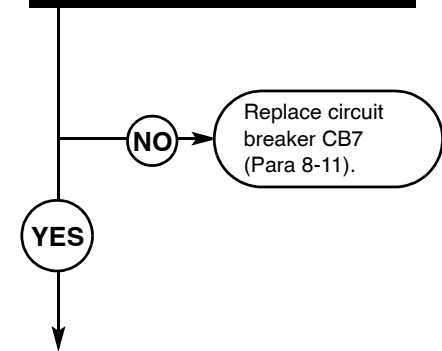 NO
Replace circuit
breaker CB7
(Para 8-11).
YES